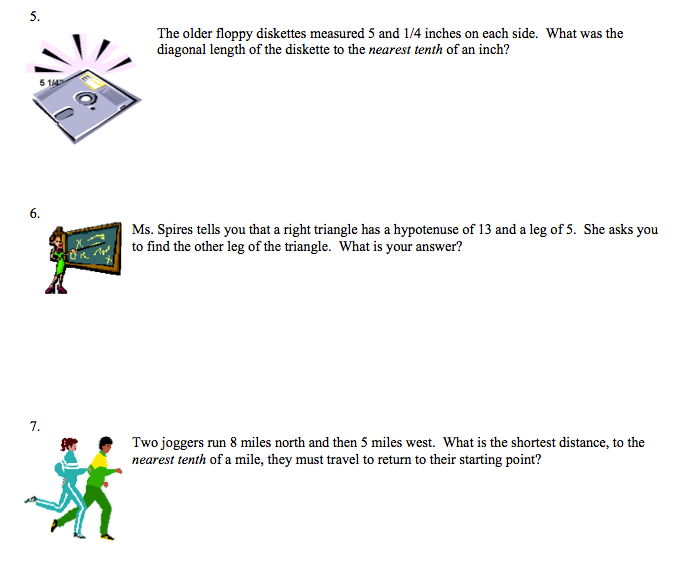 5.
The older floppy diskettes measured 5 and 1/4 inches on each side. What was the
diagonal length of the diskette to the nearest tenth of an inch?
5 1/4"
6.
Ms. Spires tells you that a right triangle has a hypotenuse of 13 and a leg of 5. She asks you
to find the other leg of the triangle. What is your answer?
7.
Two joggers run 8 miles north and then 5 miles west. What is the shortest distance, to the
nearest tenth of a mile, they must travel to return to their starting point?